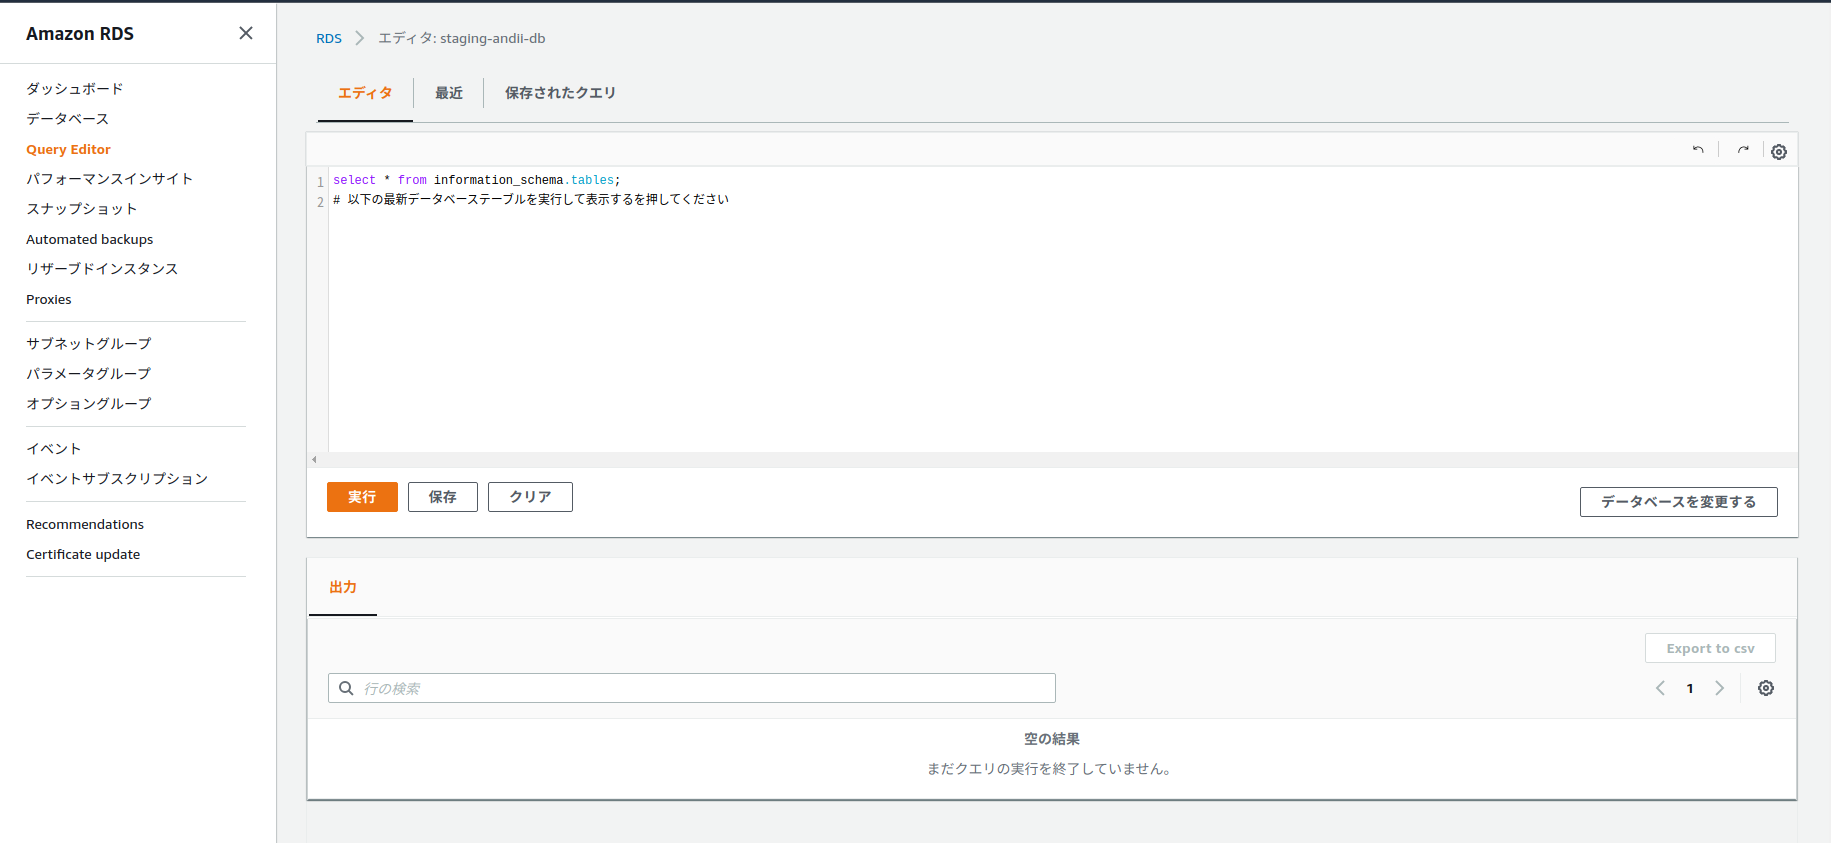 Amazon RDS
ダッシュボード
データベース
Query Editor
パフォーマンスインサイト
スナップショット
Automated backups
リザーブドインスタンス
Proxies
サブネットグループ
パラメータグループ
オプショングループ
イベント
イベントサブスクリプション
Recommendations
Certificate update
RDS エディタ: staging-andii-db
エディタ 最近 保存されたクエリ
1 select * from information_schema.tables;
2 # 以下の最新データベーステーブルを実行して表示するを押してください
実行 保存 クリア データベースを変更する
出力
Export to csv
行の検索 1
空の結果
まだクエリの実行を終了していません。